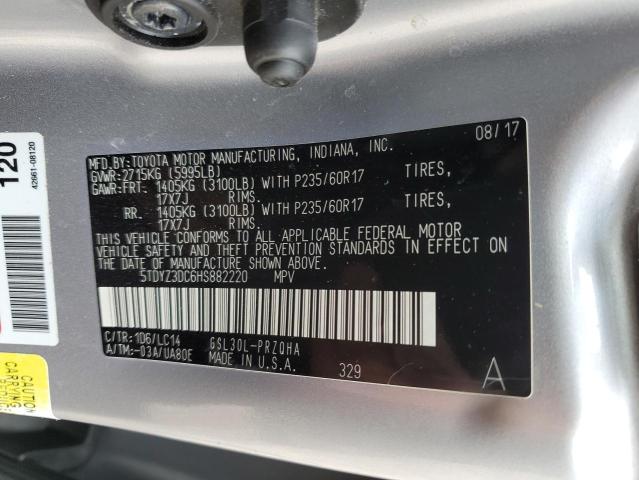 08/17
MFD.BY:TOYOTA MOTOR MANUFACTURING, INDIANA, INC.
GVWR:2715KG (5995LB)
GAWR:FRT. 1405KG (3100LB) WITH P235/60R17 TIRES,
17X7J RIMS.
RR. 1405KG (3100LB) WITH P235/60R17 TIRES,
17X7J RIMS.
THIS VEHICLE CONFORMS TO ALL APPLICABLE FEDERAL MOTOR
VEHICLE SAFETY AND THEFT PREVENTION STANDARDS IN EFFECT ON
THE DATE OF MANUFACTURE SHOWN ABOVE.
5TDYZ3DC6HS882220 MPV
C/TR:1D6/LC14 GSL30L-PRZQHA
A/TM:-03A/UA80E MADE IN U.S.A.
329
A
120
42661-08120
CAUTION
CARRYING